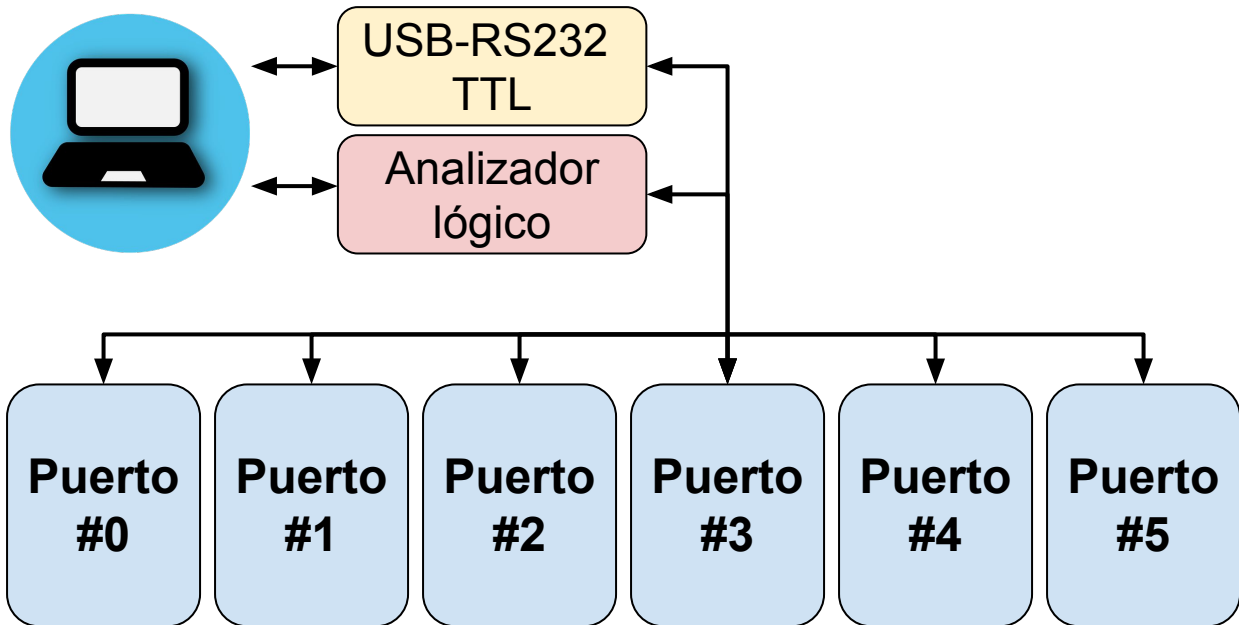 USB-RS232
TTL
Analizador
lógico
Puerto
#0
Puerto
#1
Puerto
#2
Puerto
#3
Puerto
#4
Puerto
#5